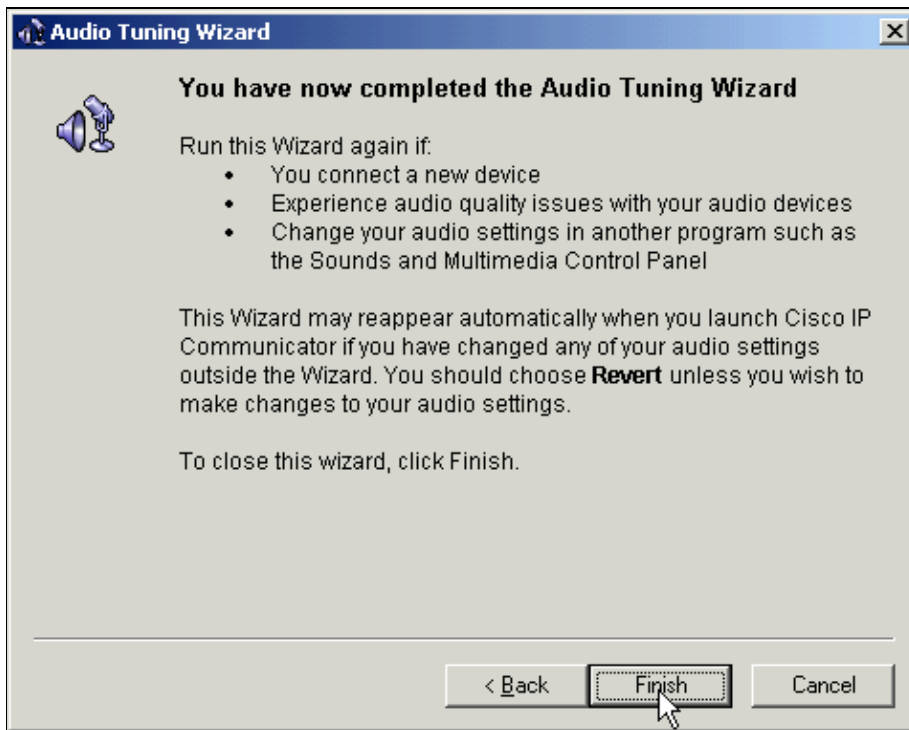 Audio Tuning Wizard
You have now completed the Audio Tuning Wizard
Run this Wizard again if:
• You connect a new device
• Experience audio quality issues with your audio devices
• Change your audio settings in another program such as
the Sounds and Multimedia Control Panel
This Wizard may reappear automatically when you launch Cisco IP
Communicator if you have changed any of your audio settings
outside the Wizard. You should choose Revert unless you wish to
make changes to your audio settings.
To close this wizard, click Finish.
< Back Finish Cancel